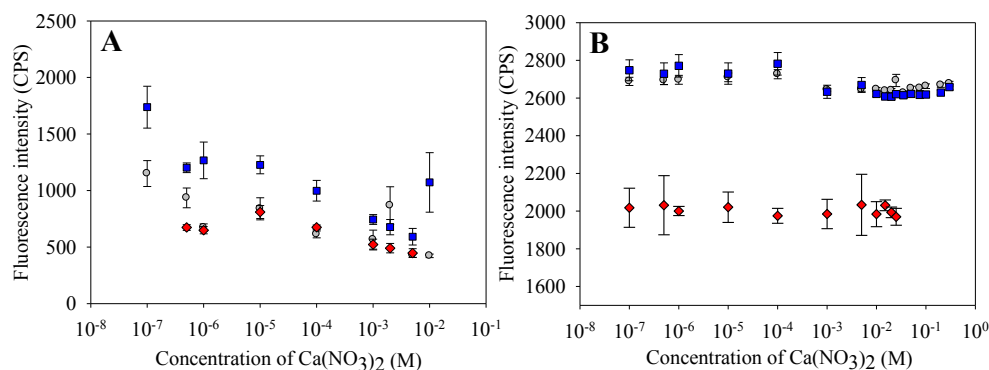 A
Fluorescence intensity (CPS)
2500
2000
1500
1000
500
0
10-8 10-7 10-6 10-5 10-4 10-3 10-2 10-1
Concentration of Ca(NO3)2 (M)
B
Fluorescence intensity (CPS)
3000
2800
2600
2400
2200
2000
1800
1600
10-8 10-7 10-6 10-5 10-4 10-3 10-2 10-1 100
Concentration of Ca(NO3)2 (M)